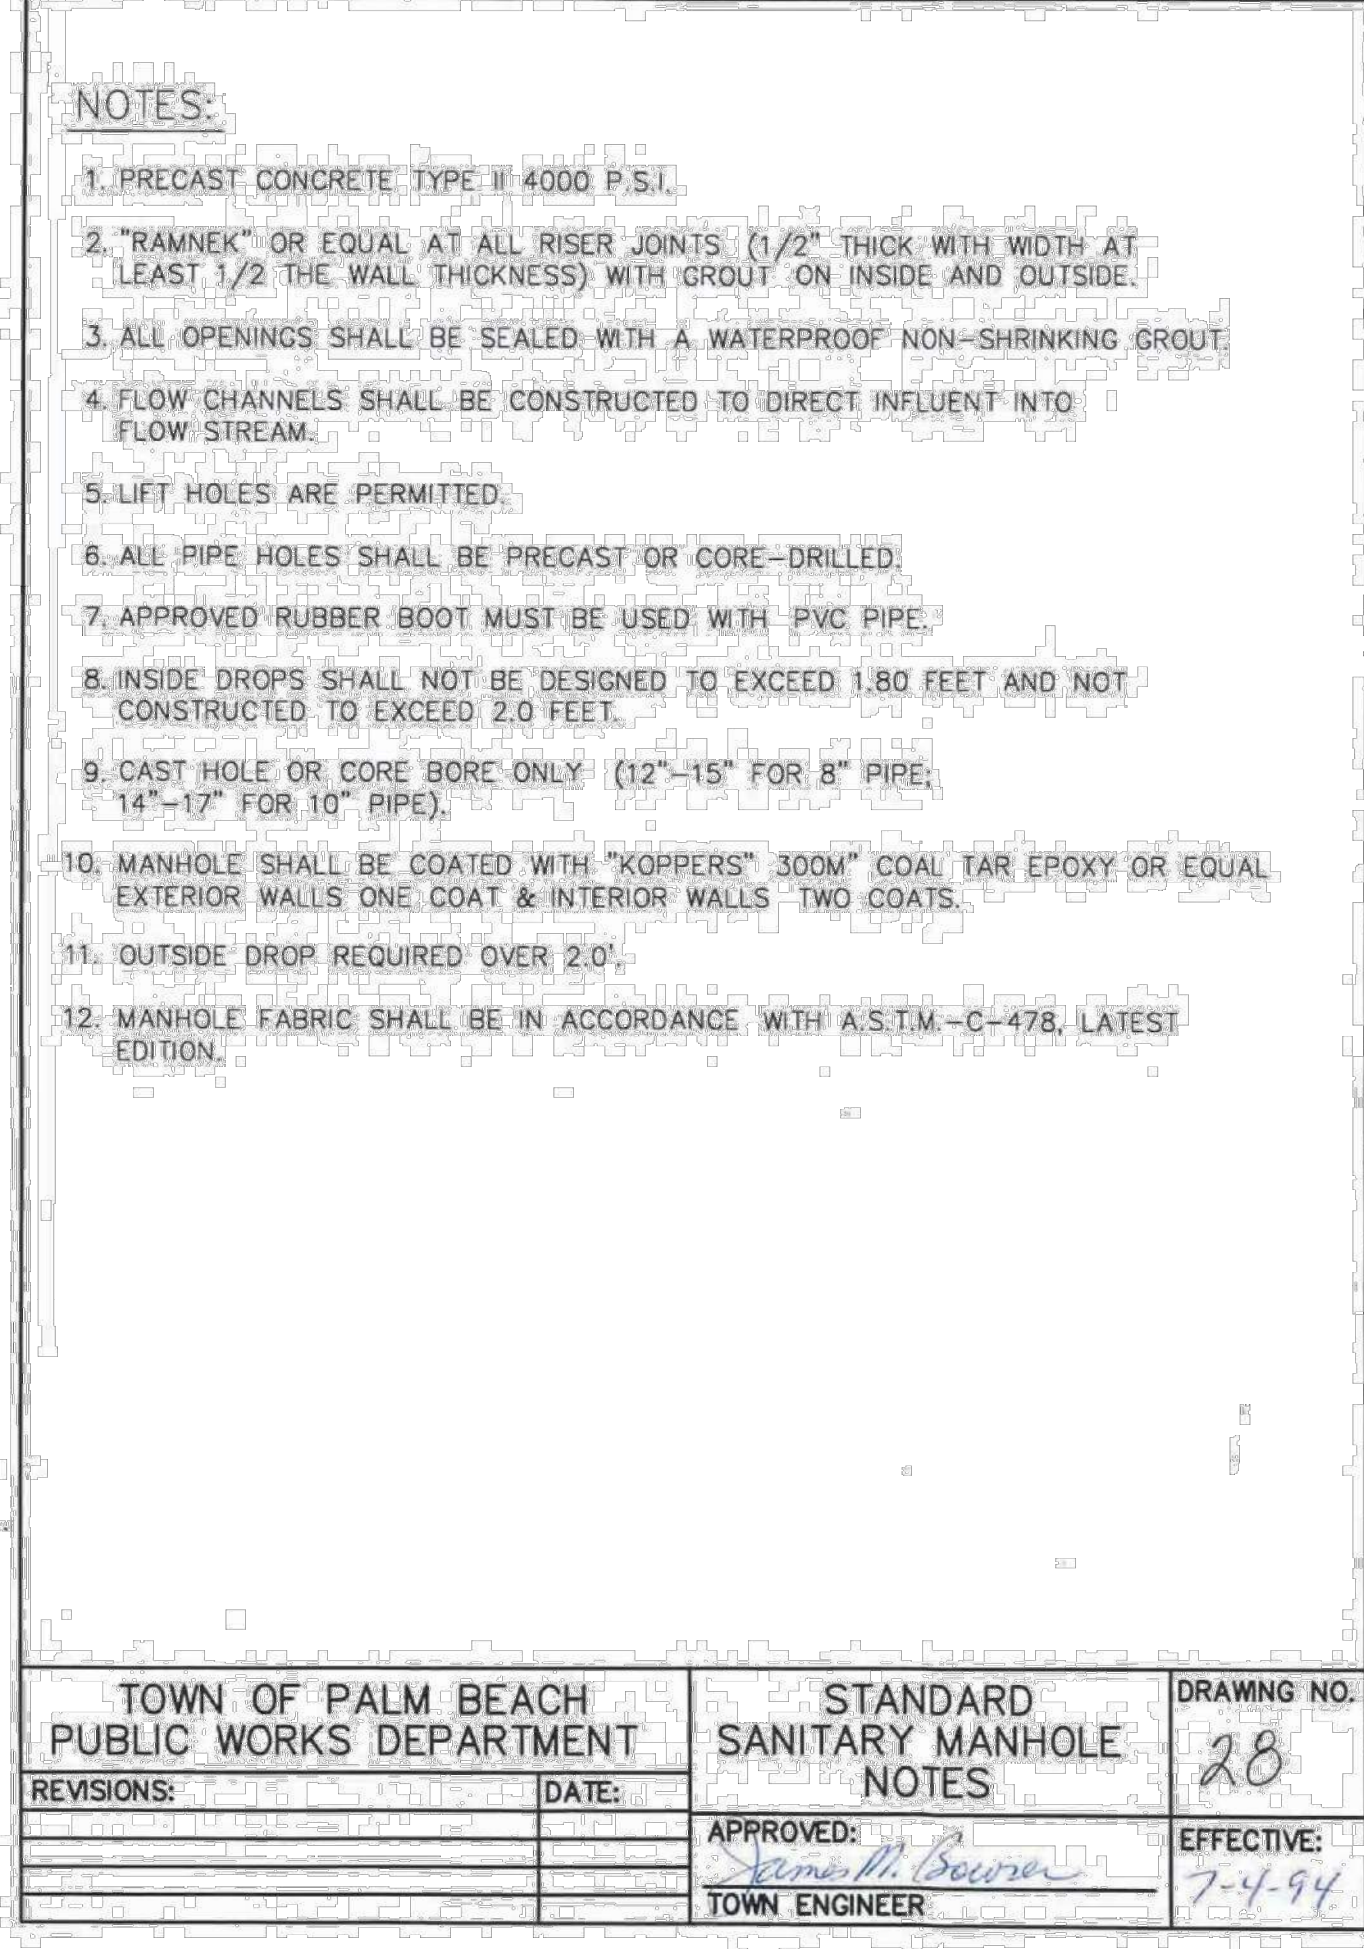 NOTES:
1. PRECAST CONCRETE TYPE II 4000 P.S.I.
2. "RAMNEK" OR EQUAL AT ALL RISER JOINTS (1/2" THICK WITH WIDTH AT
LEAST 1/2 THE WALL THICKNESS) WITH GROUT ON INSIDE AND OUTSIDE.
3. ALL OPENINGS SHALL BE SEALED WITH A WATERPROOF NON-SHRINKING GROUT.
4. FLOW CHANNELS SHALL BE CONSTRUCTED TO DIRECT INFLUENT INTO
FLOW STREAM.
5. LIFT HOLES ARE PERMITTED.
6. ALL PIPE HOLES SHALL BE PRECAST OR CORE-DRILLED.
7. APPROVED RUBBER BOOT MUST BE USED WITH PVC PIPE.
8. INSIDE DROPS SHALL NOT BE DESIGNED TO EXCEED 1.80 FEET AND NOT
CONSTRUCTED TO EXCEED 2.0 FEET.
9. CAST HOLE OR CORE BORE ONLY (12"-15" FOR 8" PIPE;
14"-17" FOR 10" PIPE).
10. MANHOLE SHALL BE COATED WITH "KOPPERS" 300M" COAL TAR EPOXY OR EQUAL
EXTERIOR WALLS ONE COAT & INTERIOR WALLS TWO COATS.
11. OUTSIDE DROP REQUIRED OVER 2.0'.
12. MANHOLE FABRIC SHALL BE IN ACCORDANCE WITH A.S.T.M.-C-478, LATEST
EDITION.
TOWN OF PALM BEACH
PUBLIC WORKS DEPARTMENT
REVISIONS:
DATE:
STANDARD
SANITARY MANHOLE
NOTES
APPROVED:
James M. Bowser
TOWN ENGINEER
DRAWING NO.
28
EFFECTIVE:
7-4-94